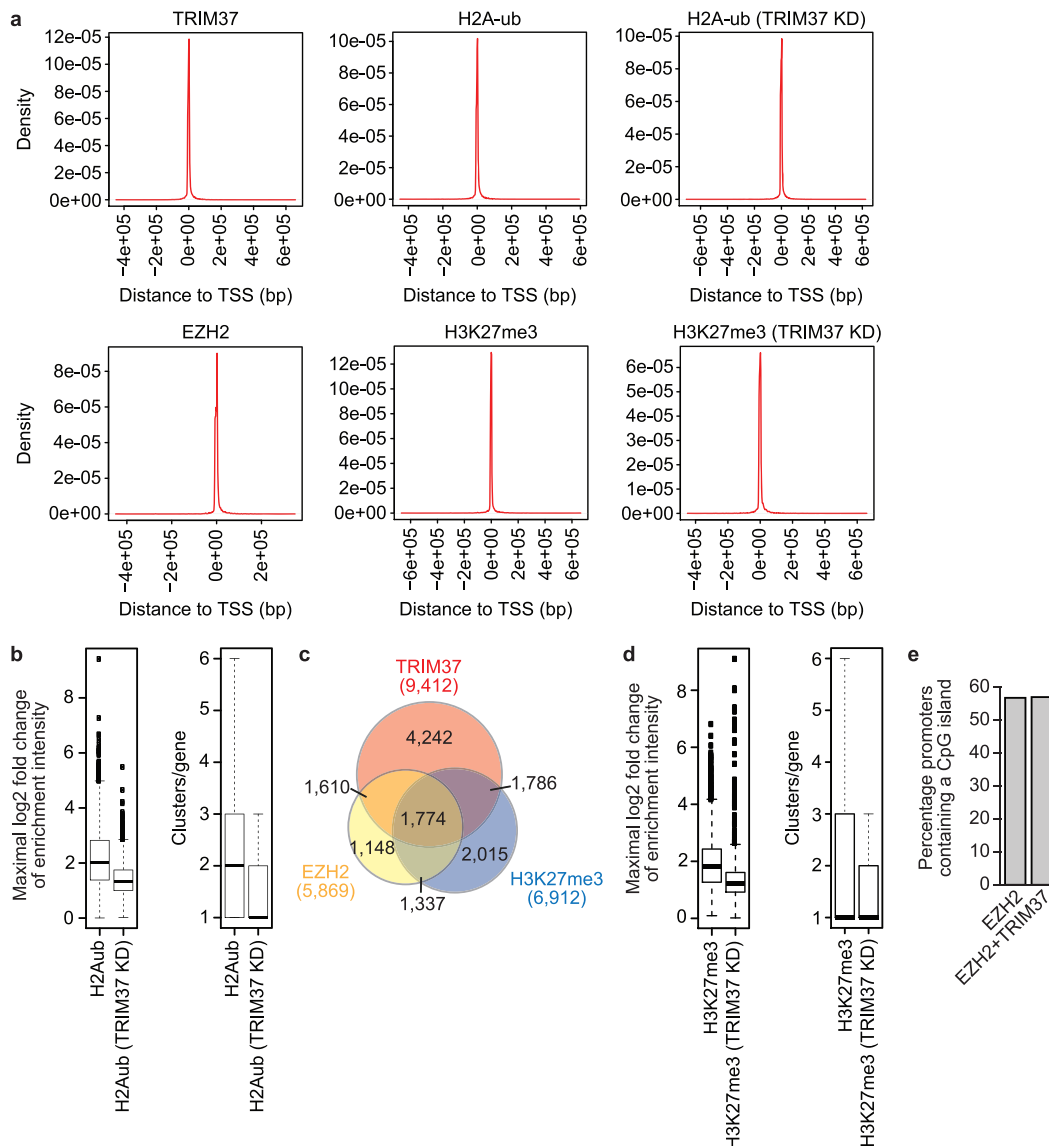 a
TRIM37
H2A-ub
H2A-ub (TRIM37 KD)
Density
12e-05
10e-05
8e-05
6e-05
4e-05
2e-05
0e+00
−4e+05
−2e+05
0e+00
2e+05
4e+05
6e+05
Distance to TSS (bp)
10e-05
8e-05
6e-05
4e-05
2e-05
0e+00
−4e+05
−2e+05
0e+00
2e+05
4e+05
6e+05
Distance to TSS (bp)
10e-05
8e-05
6e-05
4e-05
2e-05
0e+00
−6e+05
−4e+05
−2e+05
0e+00
2e+05
4e+05
6e+05
Distance to TSS (bp)
EZH2
H3K27me3
H3K27me3 (TRIM37 KD)
Density
8e-05
6e-05
4e-05
2e-05
0e+00
−4e+05
−2e+05
0e+00
2e+05
Distance to TSS (bp)
12e-05
10e-05
8e-05
6e-05
4e-05
2e-05
0e+00
−6e+05
−4e+05
−2e+05
0e+00
2e+05
4e+05
6e+05
Distance to TSS (bp)
6e-05
5e-05
4e-05
3e-05
2e-05
1e-05
0e+00
−4e+05
−2e+05
0e+00
2e+05
4e+05
6e+05
Distance to TSS (bp)
b
Maximal log2 fold change
of enrichment intensity
8
6
4
2
0
H2Aub
H2Aub (TRIM37 KD)
Clusters/gene
6
5
4
3
2
1
H2Aub
H2Aub (TRIM37 KD)
c
TRIM37
(9,412)
4,242
1,610
1,786
1,774
1,148
2,015
EZH2
(5,869)
H3K27me3
(6,912)
1,337
d
Maximal log2 fold change
of enrichment intensity
8
6
4
2
0
H3K27me3
H3K27me3 (TRIM37 KD)
Clusters/gene
6
5
4
3
2
1
H3K27me3
H3K27me3 (TRIM37 KD)
e
Percentage promoters
containing a CpG island
60
50
40
30
20
10
0
EZH2
EZH2+TRIM37